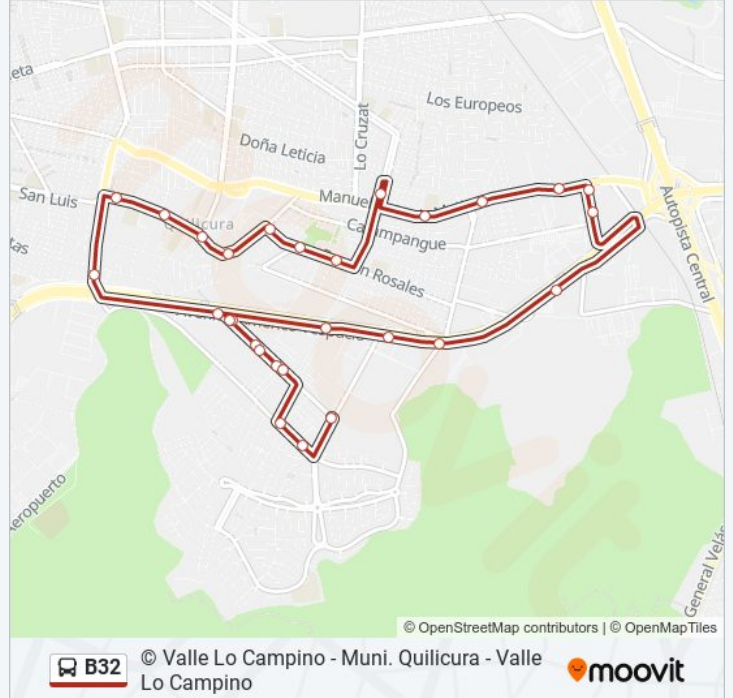 Los Europeos
Lo Cruzat
Doña Leticia
San Luis
Manuel
Quilicura
Autopista Central
Rosales
Aeropuerto
General Velás
© OpenStreetMap contributors | © OpenMapTiles
B32
© Valle Lo Campino - Muni. Quilicura - Valle
Lo Campino
moovit